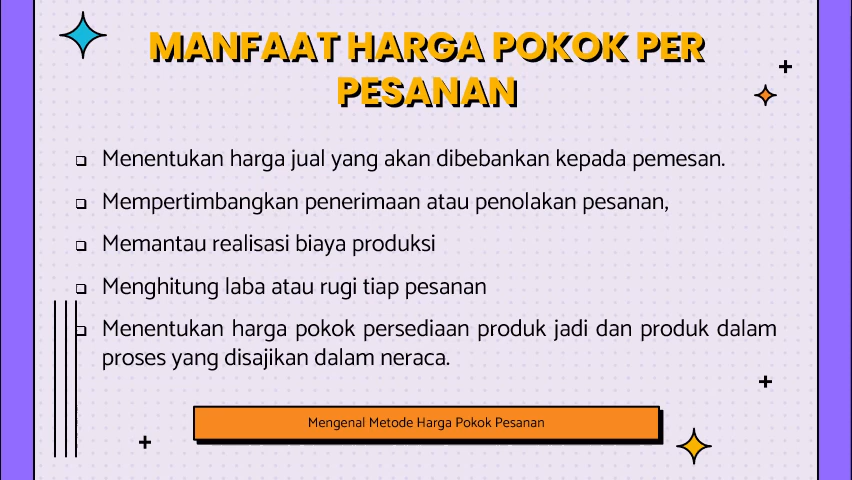 MANFAAT HARGA POKOK PER
PESANAN
Menentukan harga jual yang akan dibebankan kepada pemesan.
Mempertimbangkan penerimaan atau penolakan pesanan,
Memantau realisasi biaya produksi
Menghitung laba atau rugi tiap pesanan
Menentukan harga pokok persediaan produk jadi dan produk dalam
proses yang disajikan dalam neraca.
Mengenal Metode Harga Pokok Pesanan